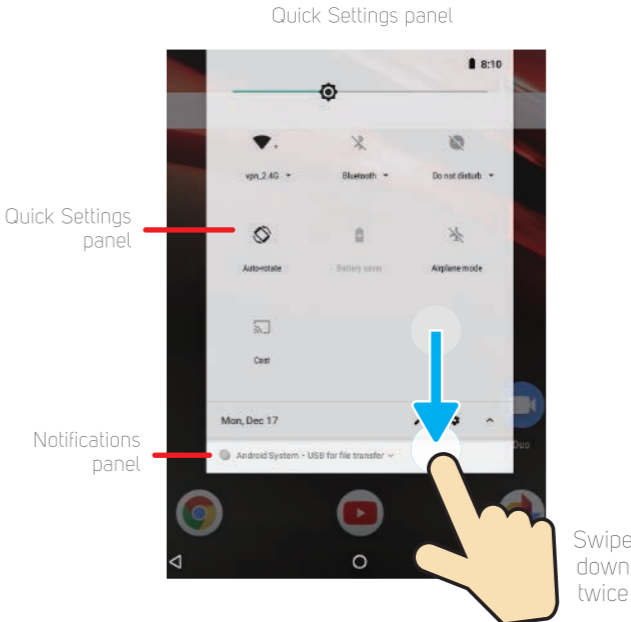 Quick Settings panel
8:10
vpn_2.4G
Bluetooth
Do not disturb
Quick Settings
panel
Auto-rotate
Battery saver
Airplane mode
Cast
Mon, Dec 17
Notifications
panel
Android System • USB for file transfer
Duo
Swipe
down
twice